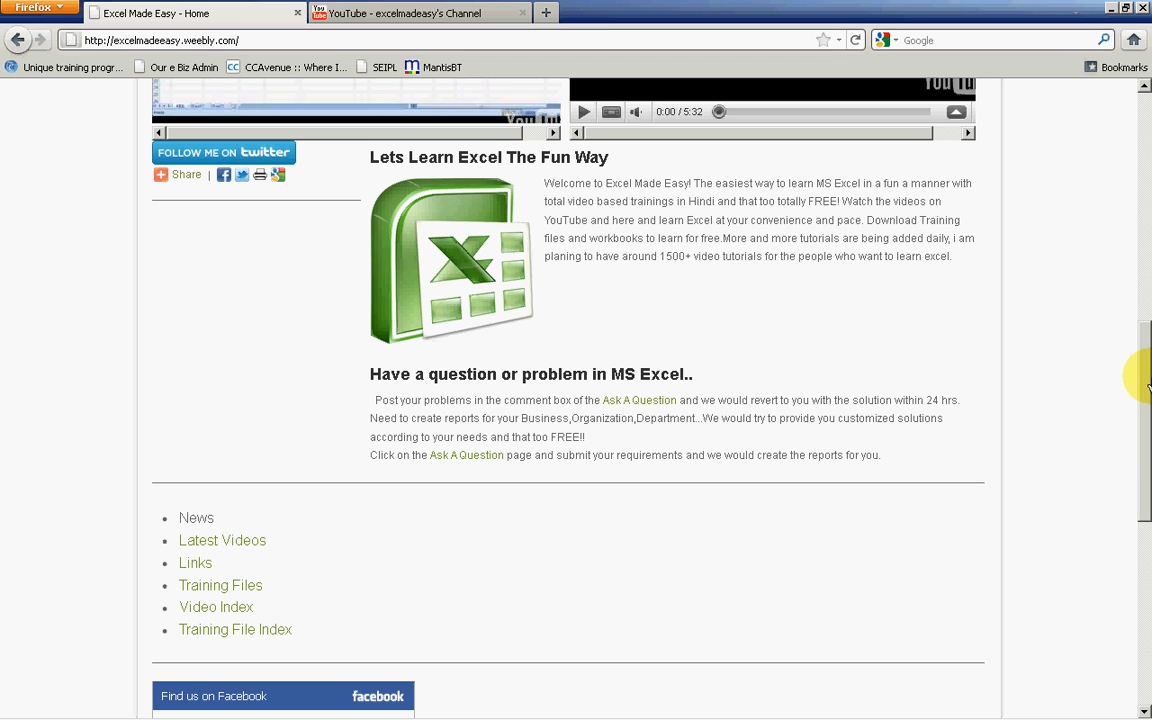 Firefox
Excel Made Easy - Home
YouTube - excelmadeeasy's Channel
http://excelmadeeasy.weebly.com/
Google
Unique training progr...
Our e Biz Admin
CCAvenue :: Where I...
SEIPL
MantisBT
Bookmarks
0:00 / 5:32
FOLLOW ME ON twitter
Share |
Lets Learn Excel The Fun Way
Welcome to Excel Made Easy! The easiest way to learn MS Excel in a fun a manner with
total video based trainings in Hindi and that too totally FREE! Watch the videos on
YouTube and here and learn Excel at your convenience and pace. Download Training
files and workbooks to learn for free.More and more tutorials are being added daily, i am
planing to have around 1500+ video tutorials for the people who want to learn excel.
Have a question or problem in MS Excel..
Post your problems in the comment box of the Ask A Question and we would revert to you with the solution within 24 hrs.
Need to create reports for your Business,Organization,Department...We would try to provide you customized solutions
according to your needs and that too FREE!!
Click on the Ask A Question page and submit your requirements and we would create the reports for you.
News
Latest Videos
Links
Training Files
Video Index
Training File Index
Find us on Facebook
facebook